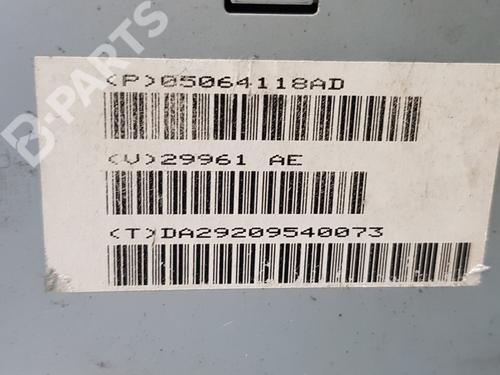 B-PARTS
(P)05064118AD
(V)29961 AE
(T)DA29209540073